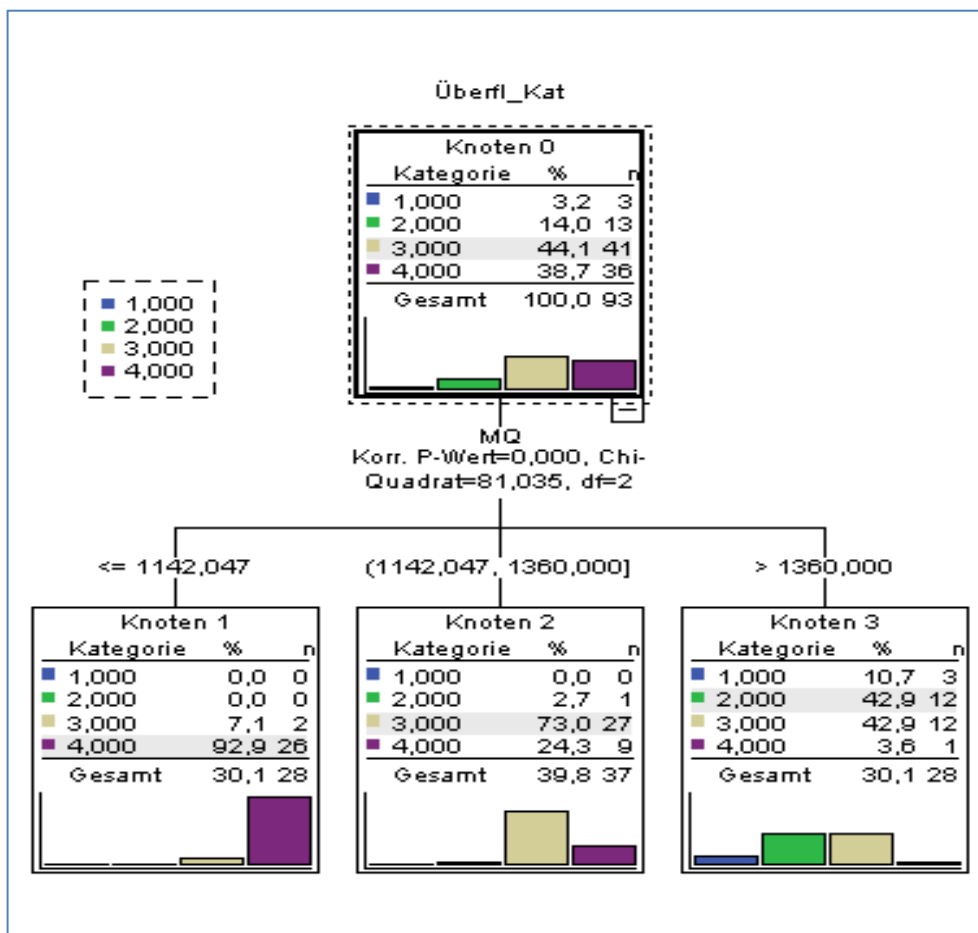 Überfl_Kat
Knoten 0
Kategorie % n
1,000 3,2 3
2,000 14,0 13
3,000 44,1 41
4,000 38,7 36
Gesamt 100,0 93
1,000
2,000
3,000
4,000
MQ
Korr. P-Wert=0,000, Chi-
Quadrat=81,035, df=2
<= 1142,047
(1142,047, 1360,000]
> 1360,000
Knoten 1
Kategorie % n
1,000 0,0 0
2,000 0,0 0
3,000 7,1 2
4,000 92,9 26
Gesamt 30,1 28
Knoten 2
Kategorie % n
1,000 0,0 0
2,000 2,7 1
3,000 73,0 27
4,000 24,3 9
Gesamt 39,8 37
Knoten 3
Kategorie % n
1,000 10,7 3
2,000 42,9 12
3,000 42,9 12
4,000 3,6 1
Gesamt 30,1 28